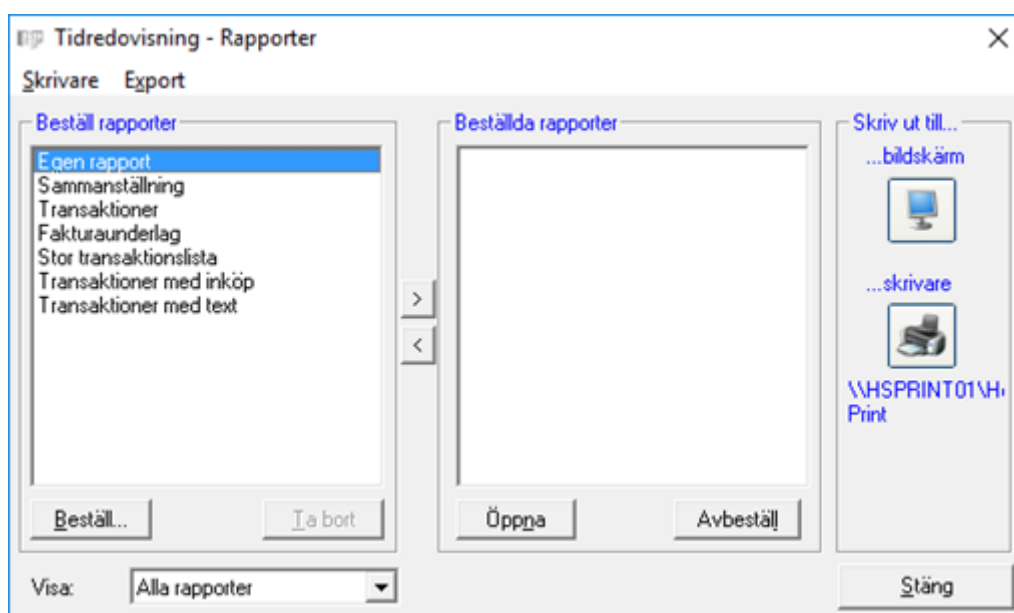 Tidredovisning - Rapporter
Skrivare Export
Beställ rapporter
Egen rapport
Sammanställning
Transaktioner
Fakturaunderlag
Stor transaktionslista
Transaktioner med inköp
Transaktioner med text
Beställ...
Ta bort
Visa:
Alla rapporter
>
<
Beställda rapporter
Öppna
Avbeställ
Skriv ut till...
...bildskärm
...skrivare
Print
Stäng